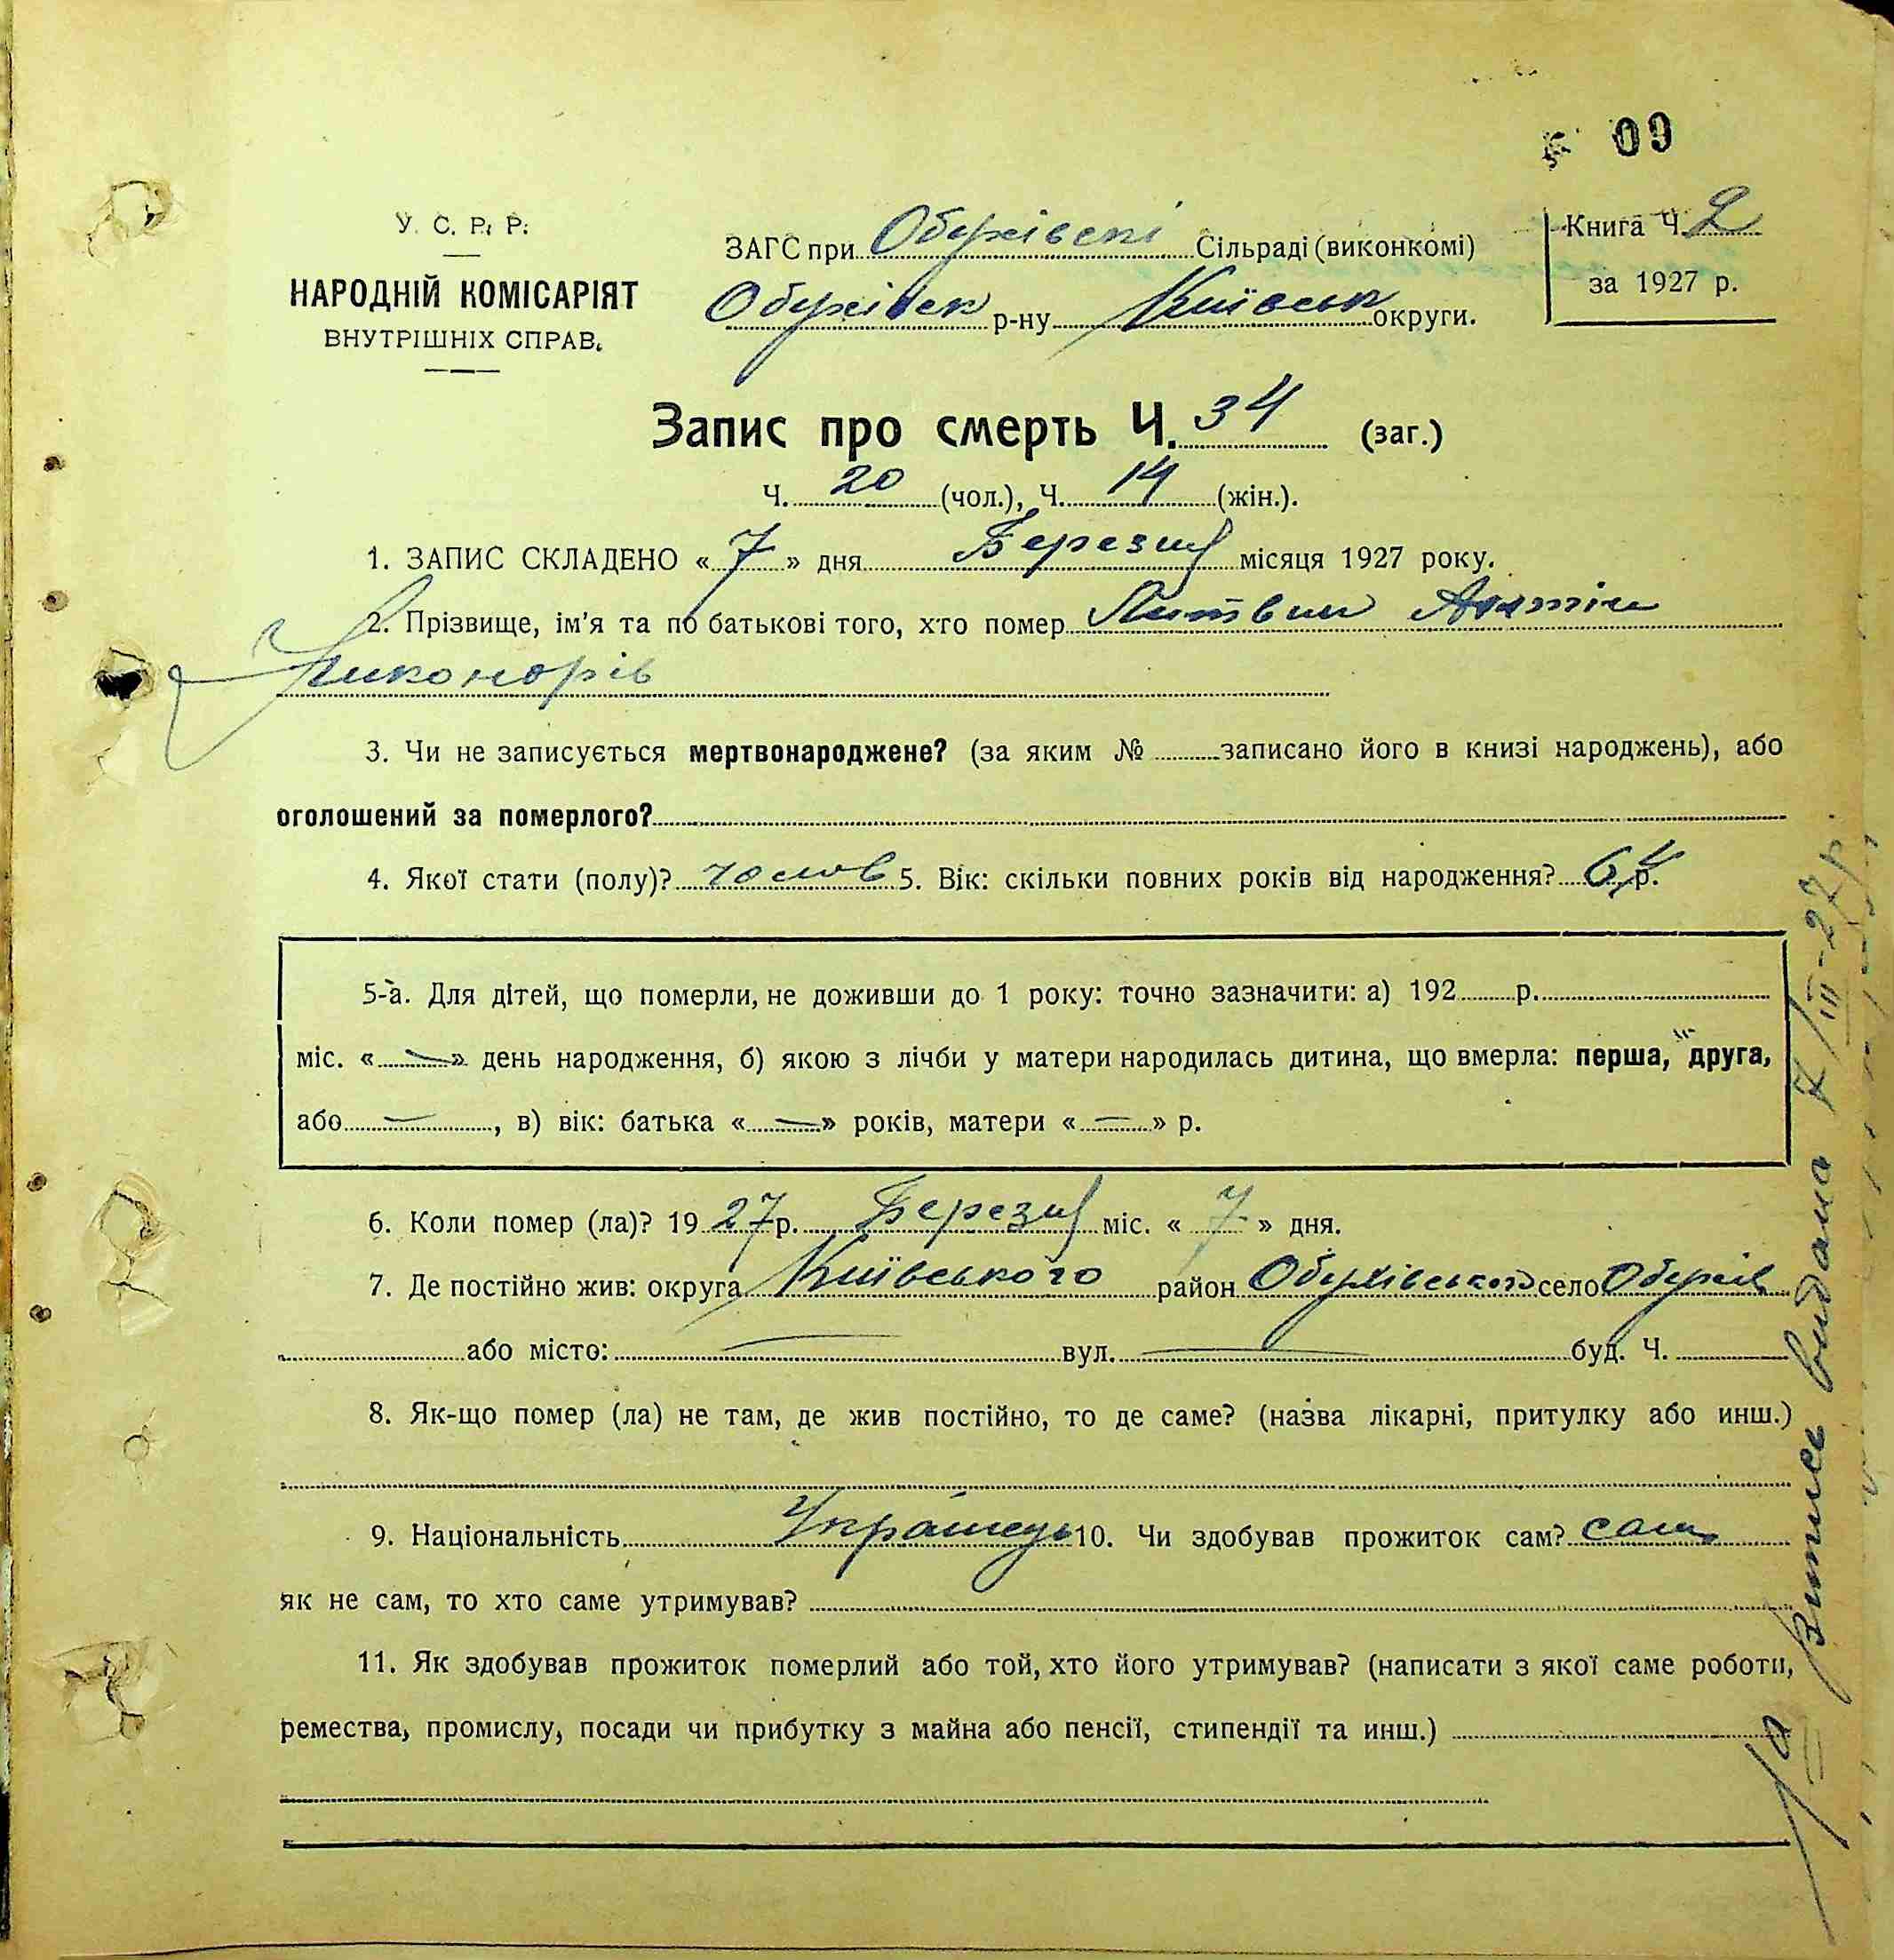 09
У. С. Р. Р.
НАРОДНІЙ КОМІСАРІЯТ
ВНУТРІШНІХ СПРАВ.
ЗАГС при Обухівскі Сільраді (виконкомі)
Обухівськ р-ну Київськ округи.
Книга Ч. 2
за 1927 р.
Запис про смерть Ч. 34 (заг.)
Ч. 20 (чол.), Ч. 14 (жін.).
1. ЗАПИС СКЛАДЕНО « 7 » дня Березня місяця 1927 року.
2. Прізвище, ім'я та по батькові того, хто помер Литвин
Никонорів
3. Чи не записується мертвонароджене? (за яким № записано його в книзі народжень), або
оголошений за померлого?
4. Якої стати (полу)? чолов 5. Вік: скільки повних років від народження? 64 р.
5-а. Для дітей, що померли, не доживши до 1 року: точно зазначити: а) 192 р.
міс. « — » день народження, б) якою з лічби у матери народилась дитина, що вмерла: перша, друга,
або — , в) вік: батька « — » років, матери « — » р.
6. Коли помер (ла)? 1927 р. Березня міс. « 7 » дня.
7. Де постійно жив: округа Київського район Обухівського село Обухів
або місто: — вул. — буд. Ч.
8. Як-що помер (ла) не там, де жив постійно, то де саме? (назва лікарні, притулку або инш.)
9. Національність Українець 10. Чи здобував прожиток сам? сам
як не сам, то хто саме утримував?
11. Як здобував прожиток померлий або той, хто його утримував? (написати з якої саме роботи,
ремества, промислу, посади чи прибутку з майна або пенсії, стипендії та инш.)
Витись видана 7/III-27 р.